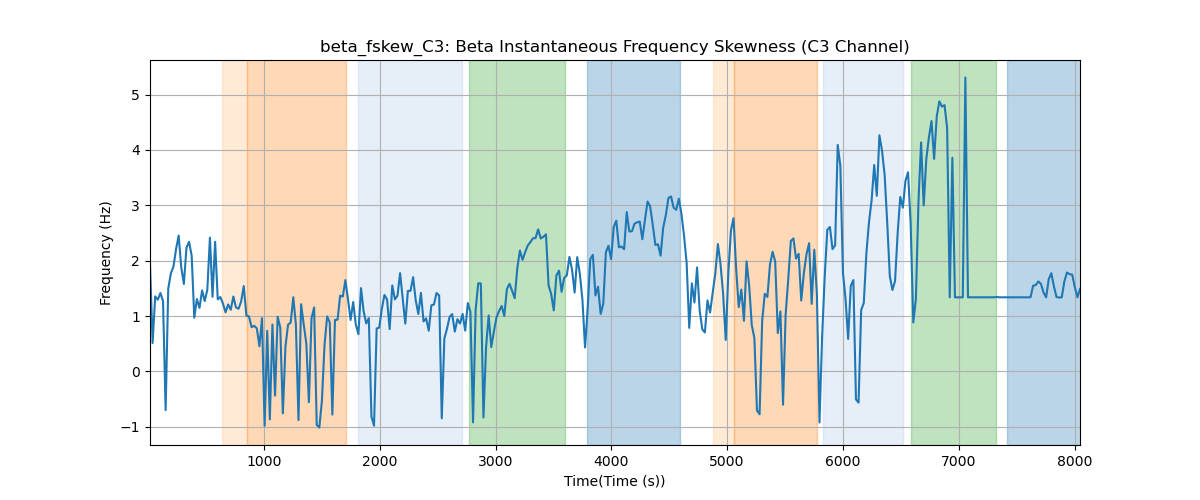 beta_fskew_C3: Beta Instantaneous Frequency Skewness (C3 Channel)
Frequency (Hz)
5
4
3
2
1
0
−1
1000 2000 3000 4000 5000 6000 7000 8000
Time(Time (s))